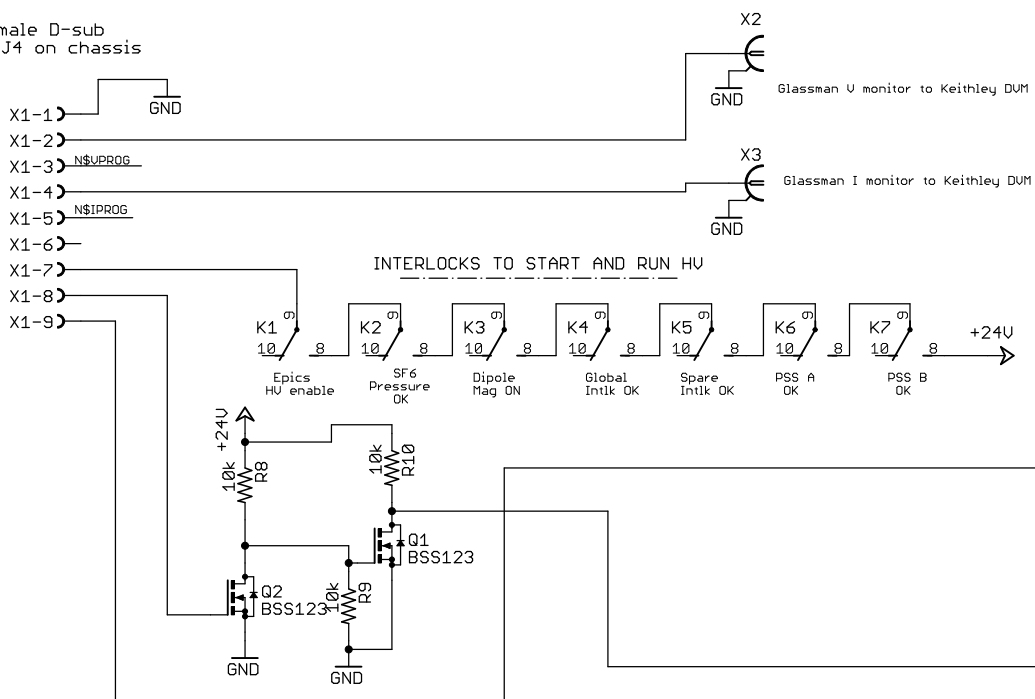 male D-sub
J4 on chassis
X2
GND
Glassman V monitor to Keithley DVM
X1-1
GND
X1-2
X1-3
N$VPROG
X3
Glassman I monitor to Keithley DVM
X1-4
X1-5
N$IPROG
GND
X1-6
X1-7
INTERLOCKS TO START AND RUN HV
X1-8
X1-9
K1 9
K2 9
K3 9
K4 9
K5 9
K6 9
K7 9
+24V
10 8
10 8
10 8
10 8
10 8
10 8
10 8
Epics
HV enable
SF6
Pressure
OK
Dipole
Mag ON
Global
Intlk OK
Spare
Intlk OK
PSS A
OK
PSS B
OK
+24V
10k
R8
10k
R10
Q1
BSS123
Q2
BSS123
10k
R9
GND
GND